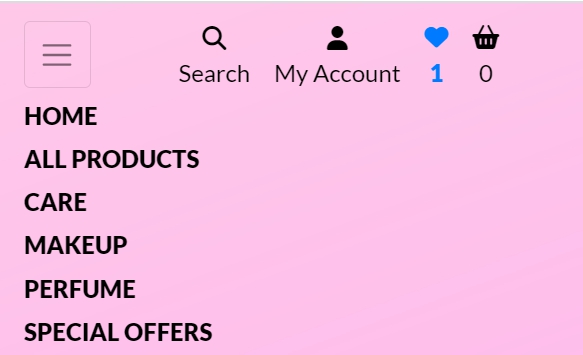 Search My Account 1 0
HOME
ALL PRODUCTS
CARE
MAKEUP
PERFUME
SPECIAL OFFERS